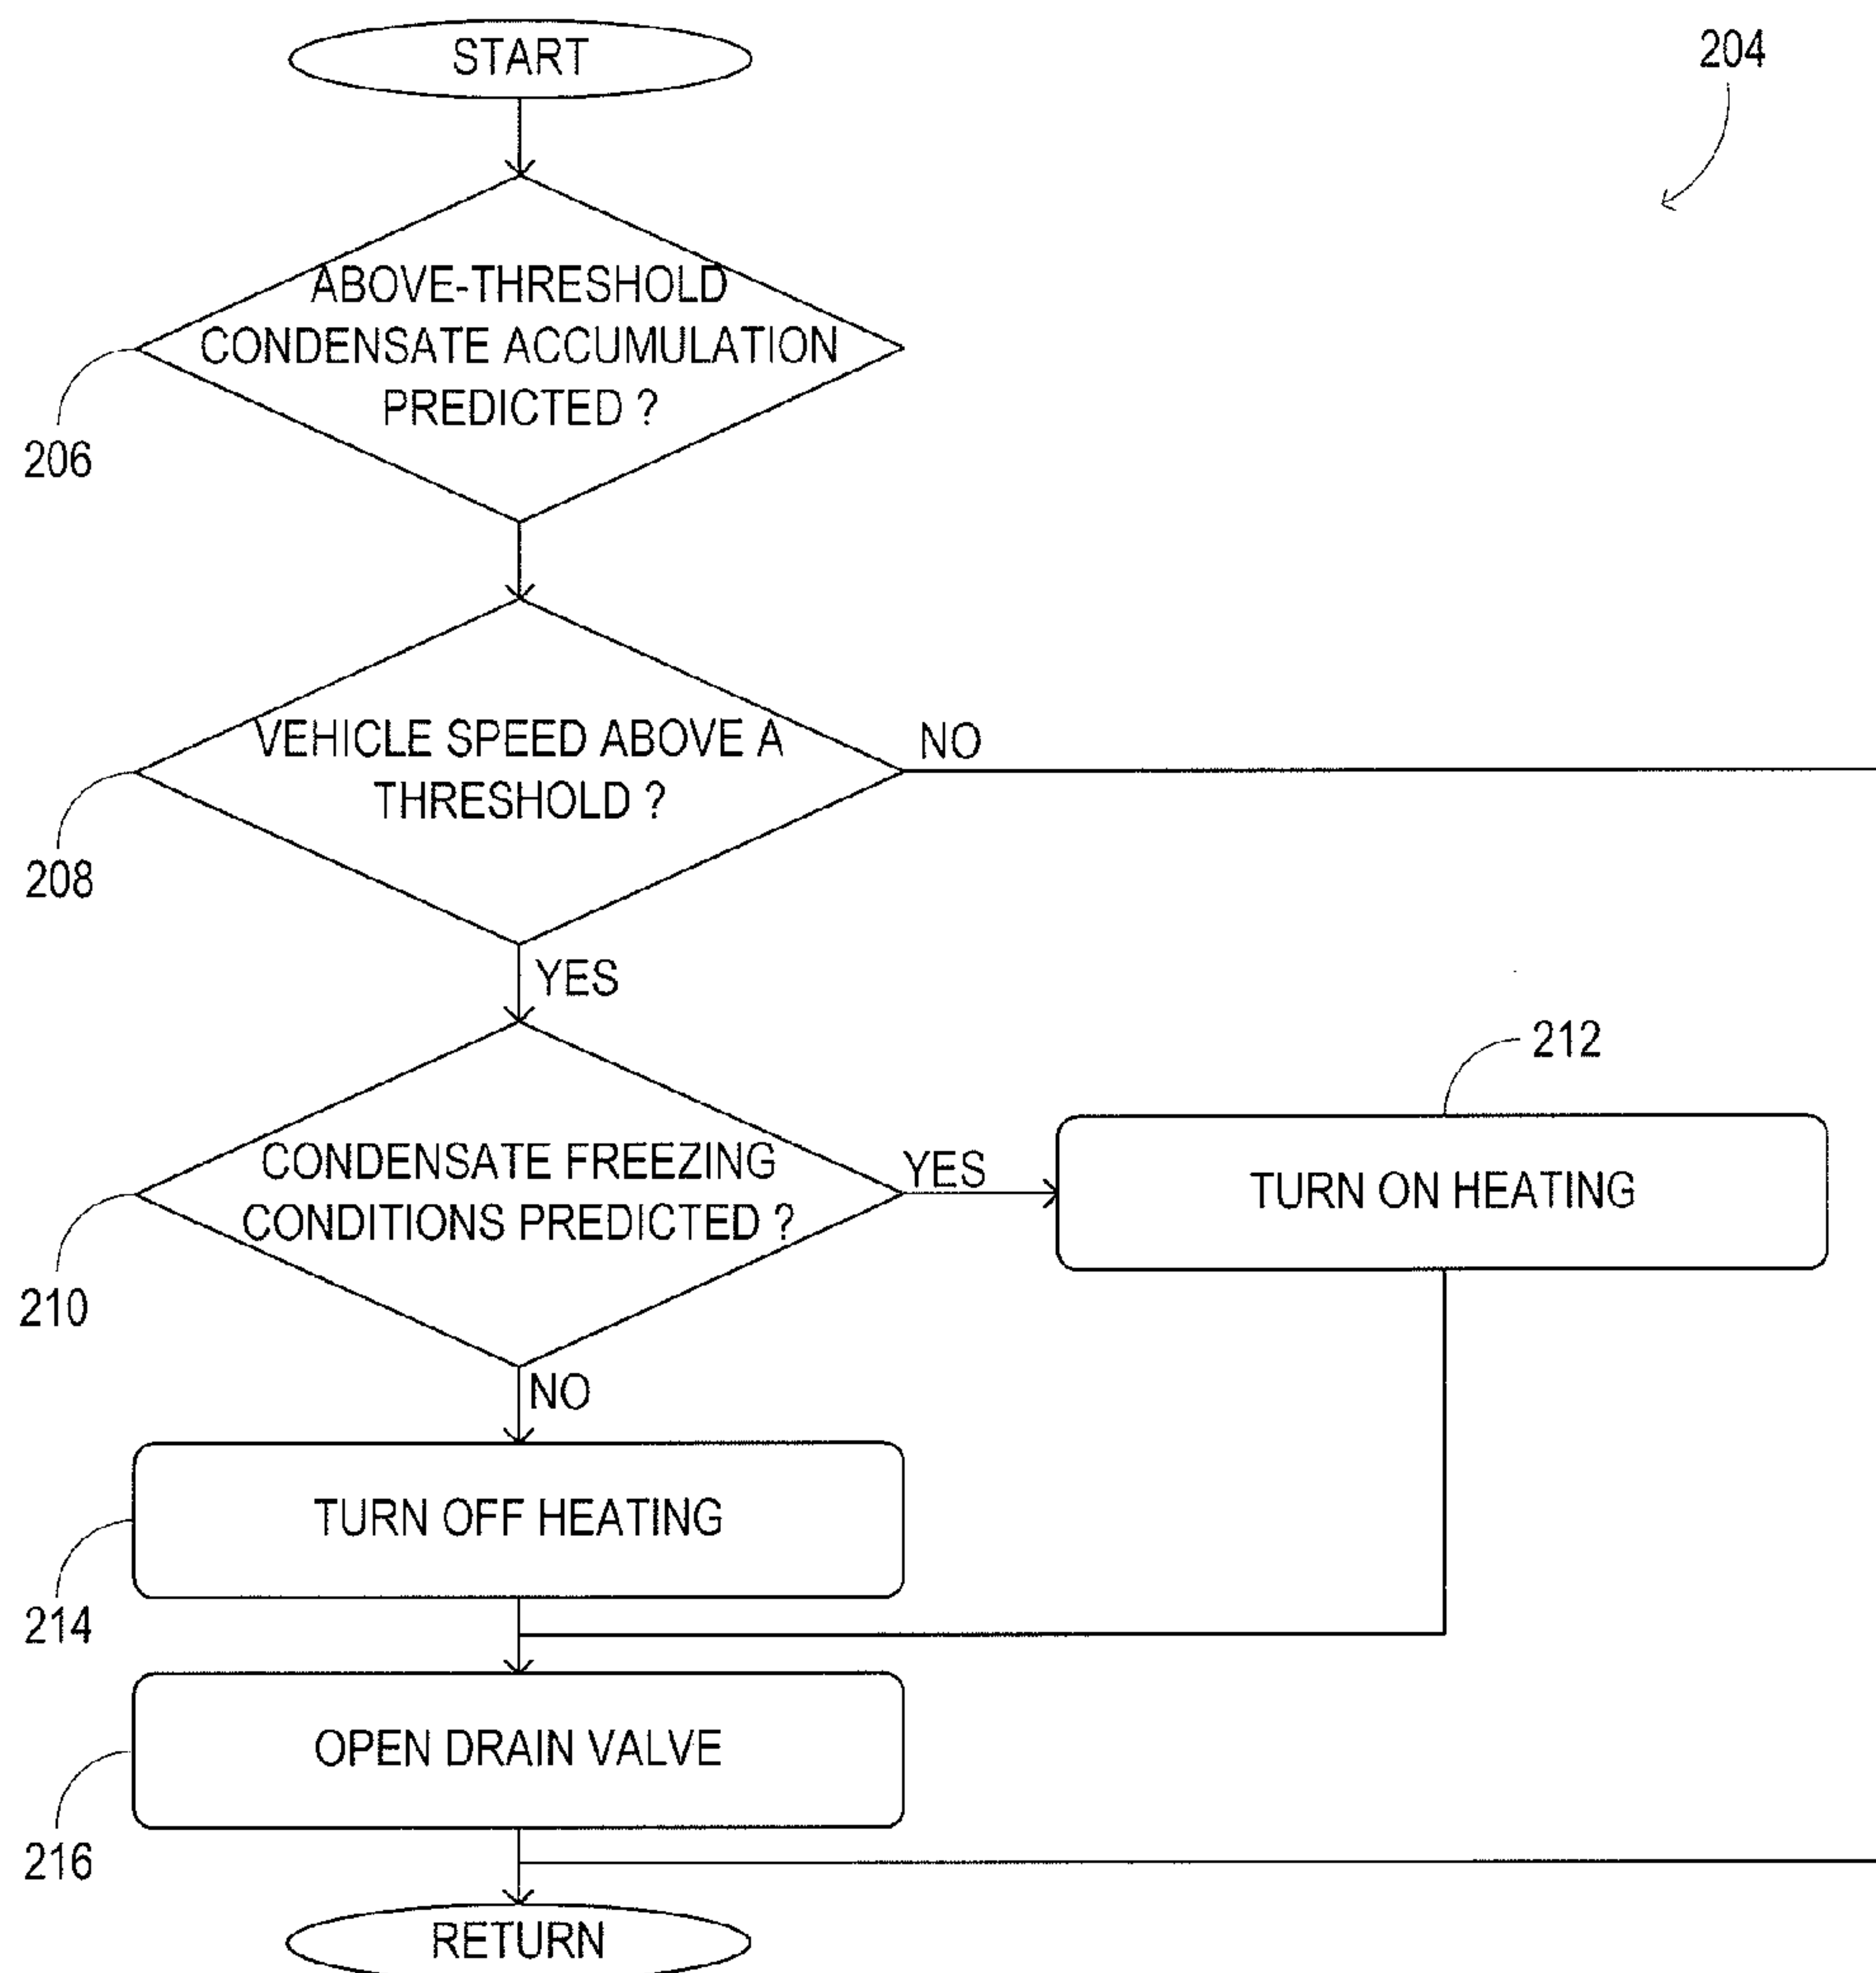 START
204
ABOVE-THRESHOLD
CONDENSATE ACCUMULATION
PREDICTED ?
206
VEHICLE SPEED ABOVE A
THRESHOLD ?
NO
208
YES
212
CONDENSATE FREEZING
CONDITIONS PREDICTED ?
YES
TURN ON HEATING
210
NO
TURN OFF HEATING
214
OPEN DRAIN VALVE
216
RETURN